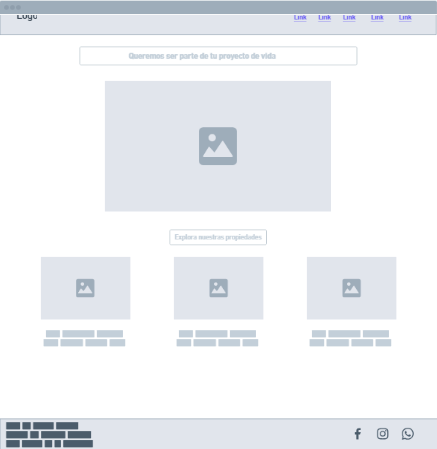 Logo
Link Link Link Link Link
Queremos ser parte de tu proyecto de vida
Explora nuestras propiedades